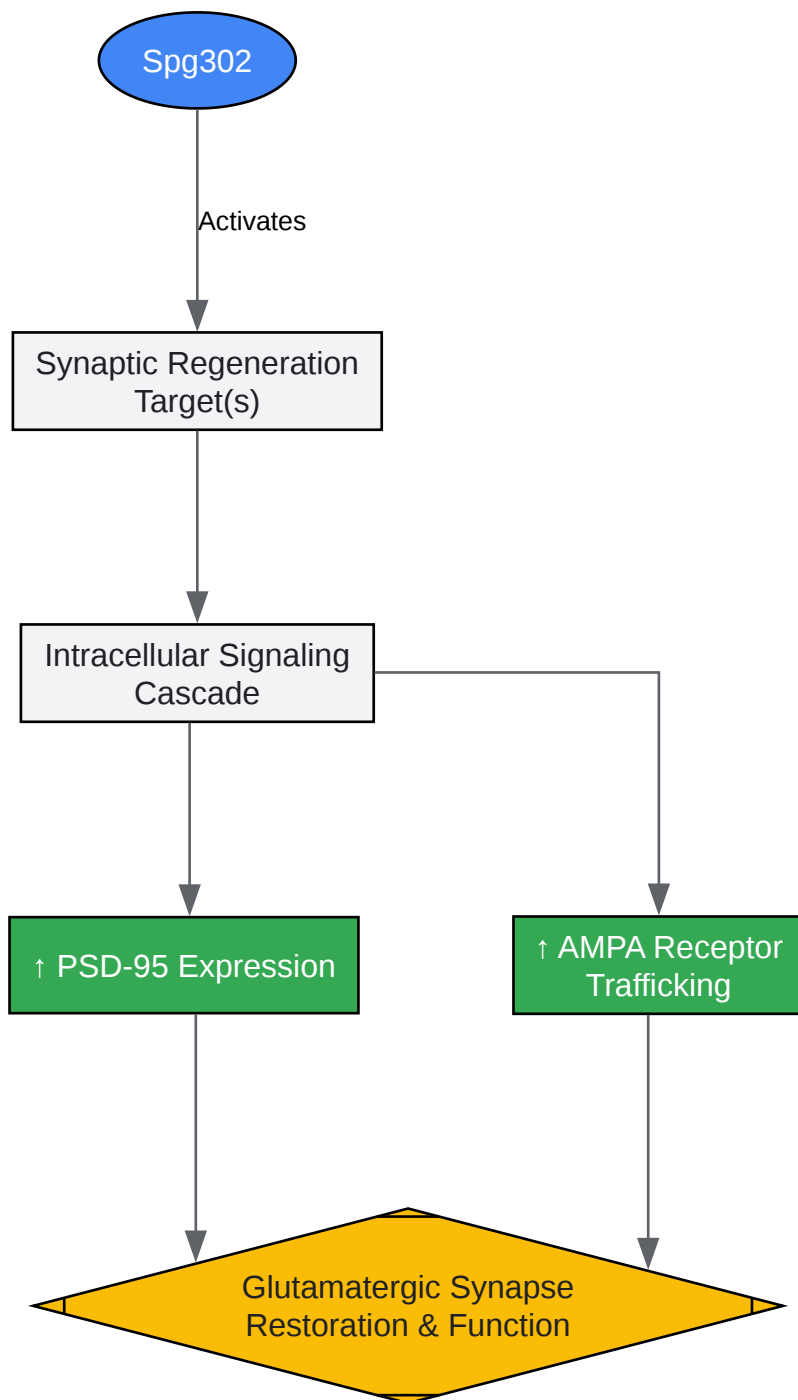 Spg302
Activates
Synaptic Regeneration
Target(s)
Intracellular Signaling
Cascade
↑ PSD-95 Expression
↑ AMPA Receptor
Trafficking
Glutamatergic Synapse
Restoration & Function